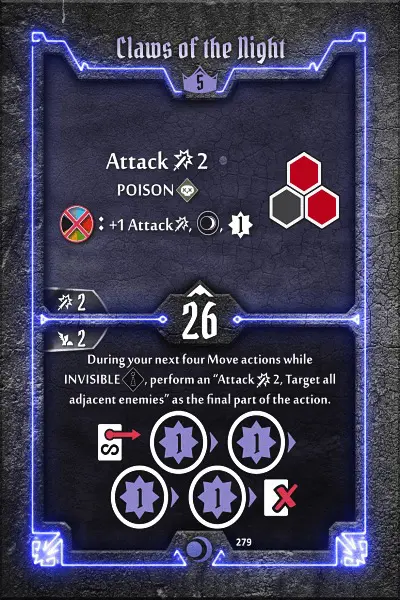 Claws of the Night
5
Attack 2
POISON
: +1 Attack, , 1
2
26
2
During your next four Move actions while
INVISIBLE , perform an “Attack 2, Target all
adjacent enemies” as the final part of the action.
S 1 1
1 1 X
279